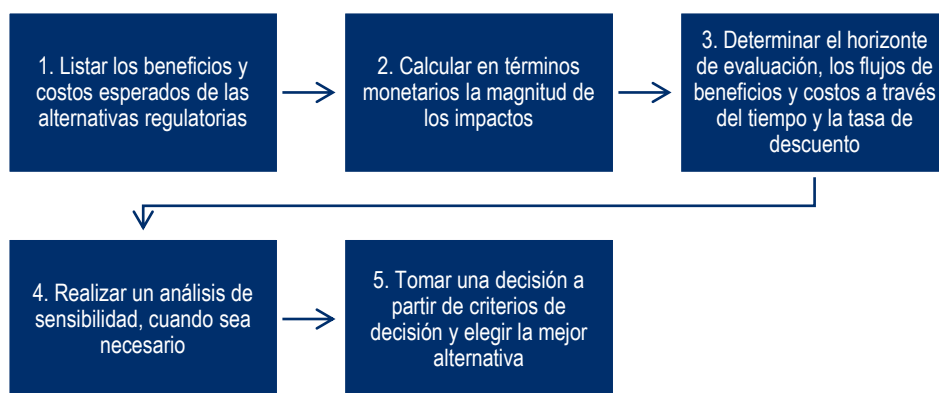 1. Listar los beneficios y
costos esperados de las
alternativas regulatorias
2. Calcular en términos
monetarios la magnitud de
los impactos
3. Determinar el horizonte
de evaluación, los flujos de
beneficios y costos a través
del tiempo y la tasa de
descuento
4. Realizar un análisis de
sensibilidad, cuando sea
necesario
5. Tomar una decisión a
partir de criterios de
decisión y elegir la mejor
alternativa